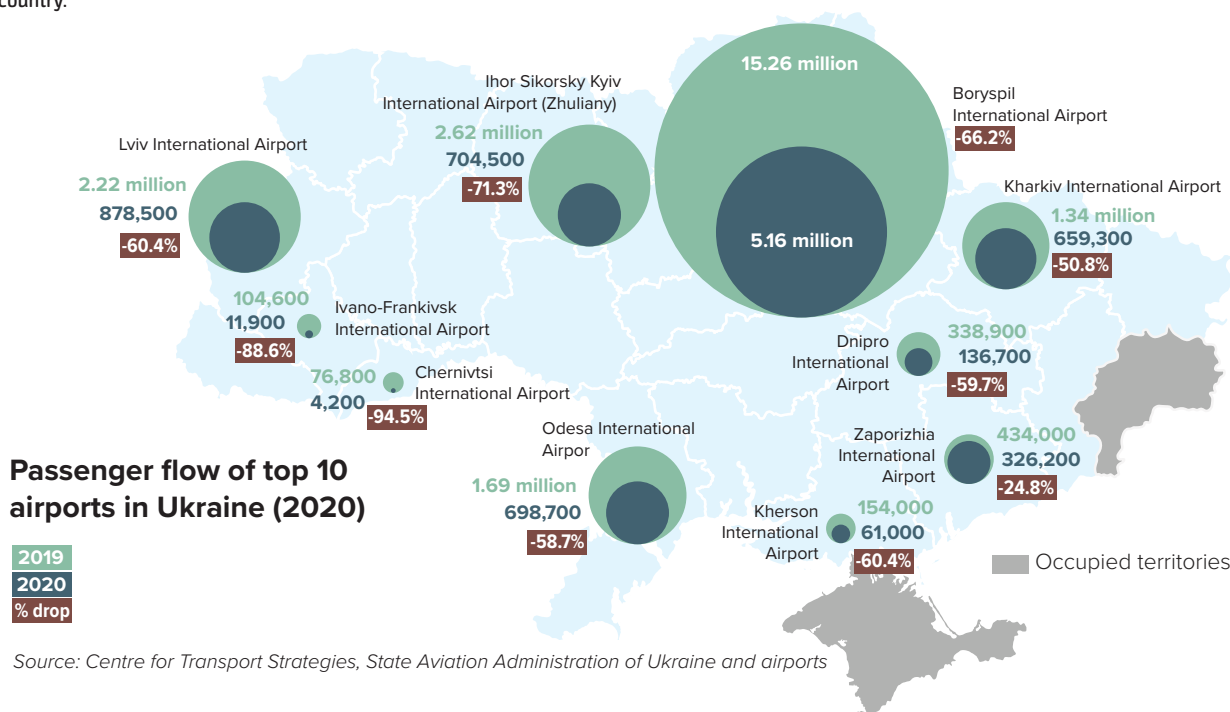 country.
15.26 million
5.16 million
Boryspil
International Airport
-66.2%
Ihor Sikorsky Kyiv
International Airport (Zhuliany)
2.62 million
704,500
-71.3%
Lviv International Airport
2.22 million
878,500
-60.4%
Kharkiv International Airport
1.34 million
659,300
-50.8%
104,600
11,900
-88.6%
Ivano-Frankivsk
International Airport
76,800
4,200
-94.5%
Chernivtsi
International Airport
Dnipro
International
Airport
338,900
136,700
-59.7%
Zaporizhia
International
Airport
434,000
326,200
-24.8%
Odesa International
Airpor
1.69 million
698,700
-58.7%
Kherson
International
Airport
154,000
61,000
-60.4%
Passenger flow of top 10
airports in Ukraine (2020)
2019
2020
% drop
Occupied territories
Source: Centre for Transport Strategies, State Aviation Administration of Ukraine and airports